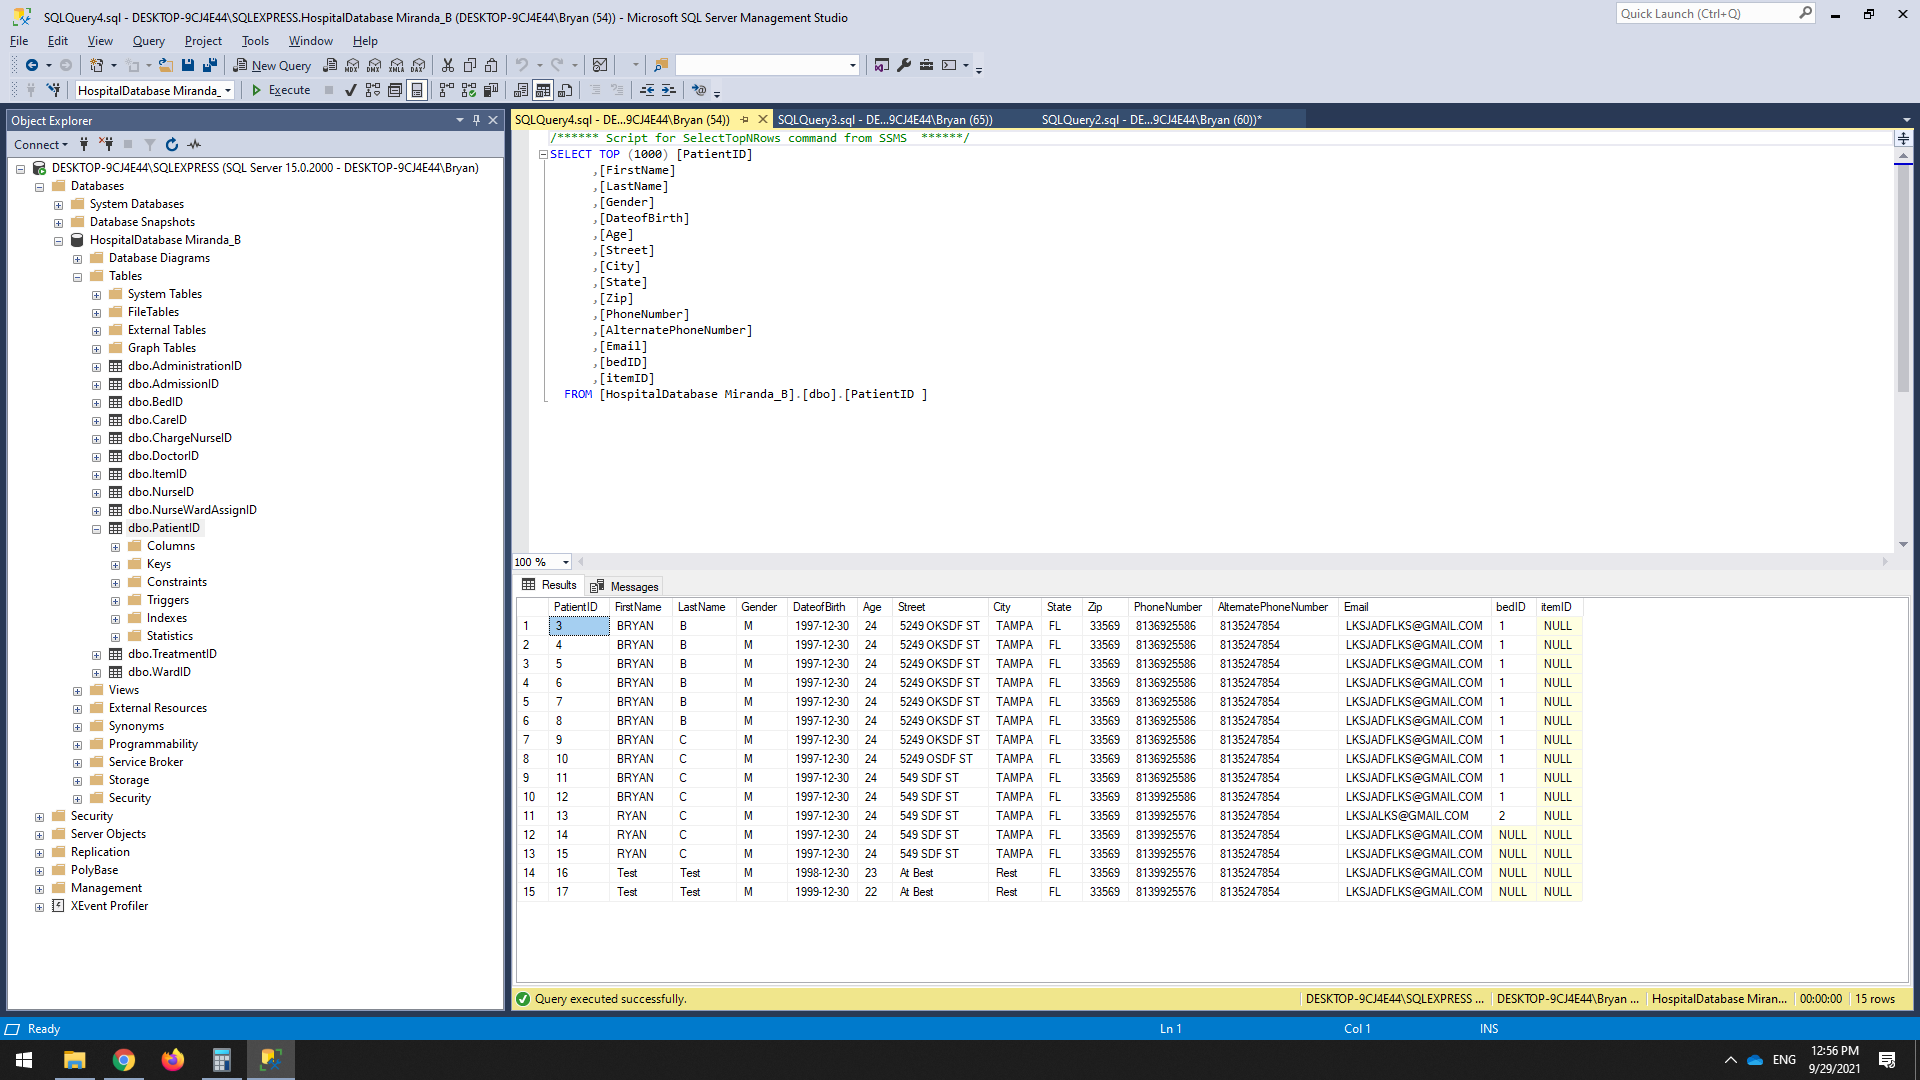 SQLQuery4.sql - DESKTOP-9CJ4E44\SQLEXPRESS.HospitalDatabase Miranda_B (DESKTOP-9CJ4E44\Bryan (54)) - Microsoft SQL Server Management Studio
Quick Launch (Ctrl+Q)
File Edit View Query Project Tools Window Help
New Query
MDX DMX XMLA DAX
HospitalDatabase Miranda_
Execute
Object Explorer
Connect
DESKTOP-9CJ4E44\SQLEXPRESS (SQL Server 15.0.2000 - DESKTOP-9CJ4E44\Bryan)
Databases
System Databases
Database Snapshots
HospitalDatabase Miranda_B
Database Diagrams
Tables
System Tables
FileTables
External Tables
Graph Tables
dbo.AdministrationID
dbo.AdmissionID
dbo.BedID
dbo.CareID
dbo.ChargeNurseID
dbo.DoctorID
dbo.ItemID
dbo.NurseID
dbo.NurseWardAssignID
dbo.PatientID
Columns
Keys
Constraints
Triggers
Indexes
Statistics
dbo.TreatmentID
dbo.WardID
Views
External Resources
Synonyms
Programmability
Service Broker
Storage
Security
Security
Server Objects
Replication
PolyBase
Management
XEvent Profiler
SQLQuery4.sql - DE...9CJ4E44\Bryan (54)) SQLQuery3.sql - DE...9CJ4E44\Bryan (65)) SQLQuery2.sql - DE...9CJ4E44\Bryan (60))*
/****** Script for SelectTopNRows command from SSMS ******/
SELECT TOP (1000) [PatientID]
,[FirstName]
,[LastName]
,[Gender]
,[DateofBirth]
,[Age]
,[Street]
,[City]
,[State]
,[Zip]
,[PhoneNumber]
,[AlternatePhoneNumber]
,[Email]
,[bedID]
,[itemID]
FROM [HospitalDatabase Miranda_B].[dbo].[PatientID ]
100 %
Results Messages
PatientID FirstName LastName Gender DateofBirth Age Street City State Zip PhoneNumber AlternatePhoneNumber Email bedID itemID
1 3 BRYAN B M 1997-12-30 24 5249 OKSDF ST TAMPA FL 33569 8136925586 8135247854 LKSJADFLKS@GMAIL.COM 1 NULL
2 4 BRYAN B M 1997-12-30 24 5249 OKSDF ST TAMPA FL 33569 8136925586 8135247854 LKSJADFLKS@GMAIL.COM 1 NULL
3 5 BRYAN B M 1997-12-30 24 5249 OKSDF ST TAMPA FL 33569 8136925586 8135247854 LKSJADFLKS@GMAIL.COM 1 NULL
4 6 BRYAN B M 1997-12-30 24 5249 OKSDF ST TAMPA FL 33569 8136925586 8135247854 LKSJADFLKS@GMAIL.COM 1 NULL
5 7 BRYAN B M 1997-12-30 24 5249 OKSDF ST TAMPA FL 33569 8136925586 8135247854 LKSJADFLKS@GMAIL.COM 1 NULL
6 8 BRYAN B M 1997-12-30 24 5249 OKSDF ST TAMPA FL 33569 8136925586 8135247854 LKSJADFLKS@GMAIL.COM 1 NULL
7 9 BRYAN C M 1997-12-30 24 5249 OKSDF ST TAMPA FL 33569 8136925586 8135247854 LKSJADFLKS@GMAIL.COM 1 NULL
8 10 BRYAN C M 1997-12-30 24 5249 OSDF ST TAMPA FL 33569 8136925586 8135247854 LKSJADFLKS@GMAIL.COM 1 NULL
9 11 BRYAN C M 1997-12-30 24 549 SDF ST TAMPA FL 33569 8136925586 8135247854 LKSJADFLKS@GMAIL.COM 1 NULL
10 12 BRYAN C M 1997-12-30 24 549 SDF ST TAMPA FL 33569 8139925586 8135247854 LKSJADFLKS@GMAIL.COM 1 NULL
11 13 RYAN C M 1997-12-30 24 549 SDF ST TAMPA FL 33569 8139925576 8135247854 LKSJALKS@GMAIL.COM 2 NULL
12 14 RYAN C M 1997-12-30 24 549 SDF ST TAMPA FL 33569 8139925576 8135247854 LKSJADFLKS@GMAIL.COM NULL NULL
13 15 RYAN C M 1997-12-30 24 549 SDF ST TAMPA FL 33569 8139925576 8135247854 LKSJADFLKS@GMAIL.COM NULL NULL
14 16 Test Test M 1998-12-30 23 At Best Rest FL 33569 8139925576 8135247854 LKSJADFLKS@GMAIL.COM NULL NULL
15 17 Test Test M 1999-12-30 22 At Best Rest FL 33569 8139925576 8135247854 LKSJADFLKS@GMAIL.COM NULL NULL
Query executed successfully. DESKTOP-9CJ4E44\SQLEXPRESS ... DESKTOP-9CJ4E44\Bryan ... HospitalDatabase Miran... 00:00:00 15 rows
Ready Ln 1 Col 1 INS
ENG
12:56 PM
9/29/2021